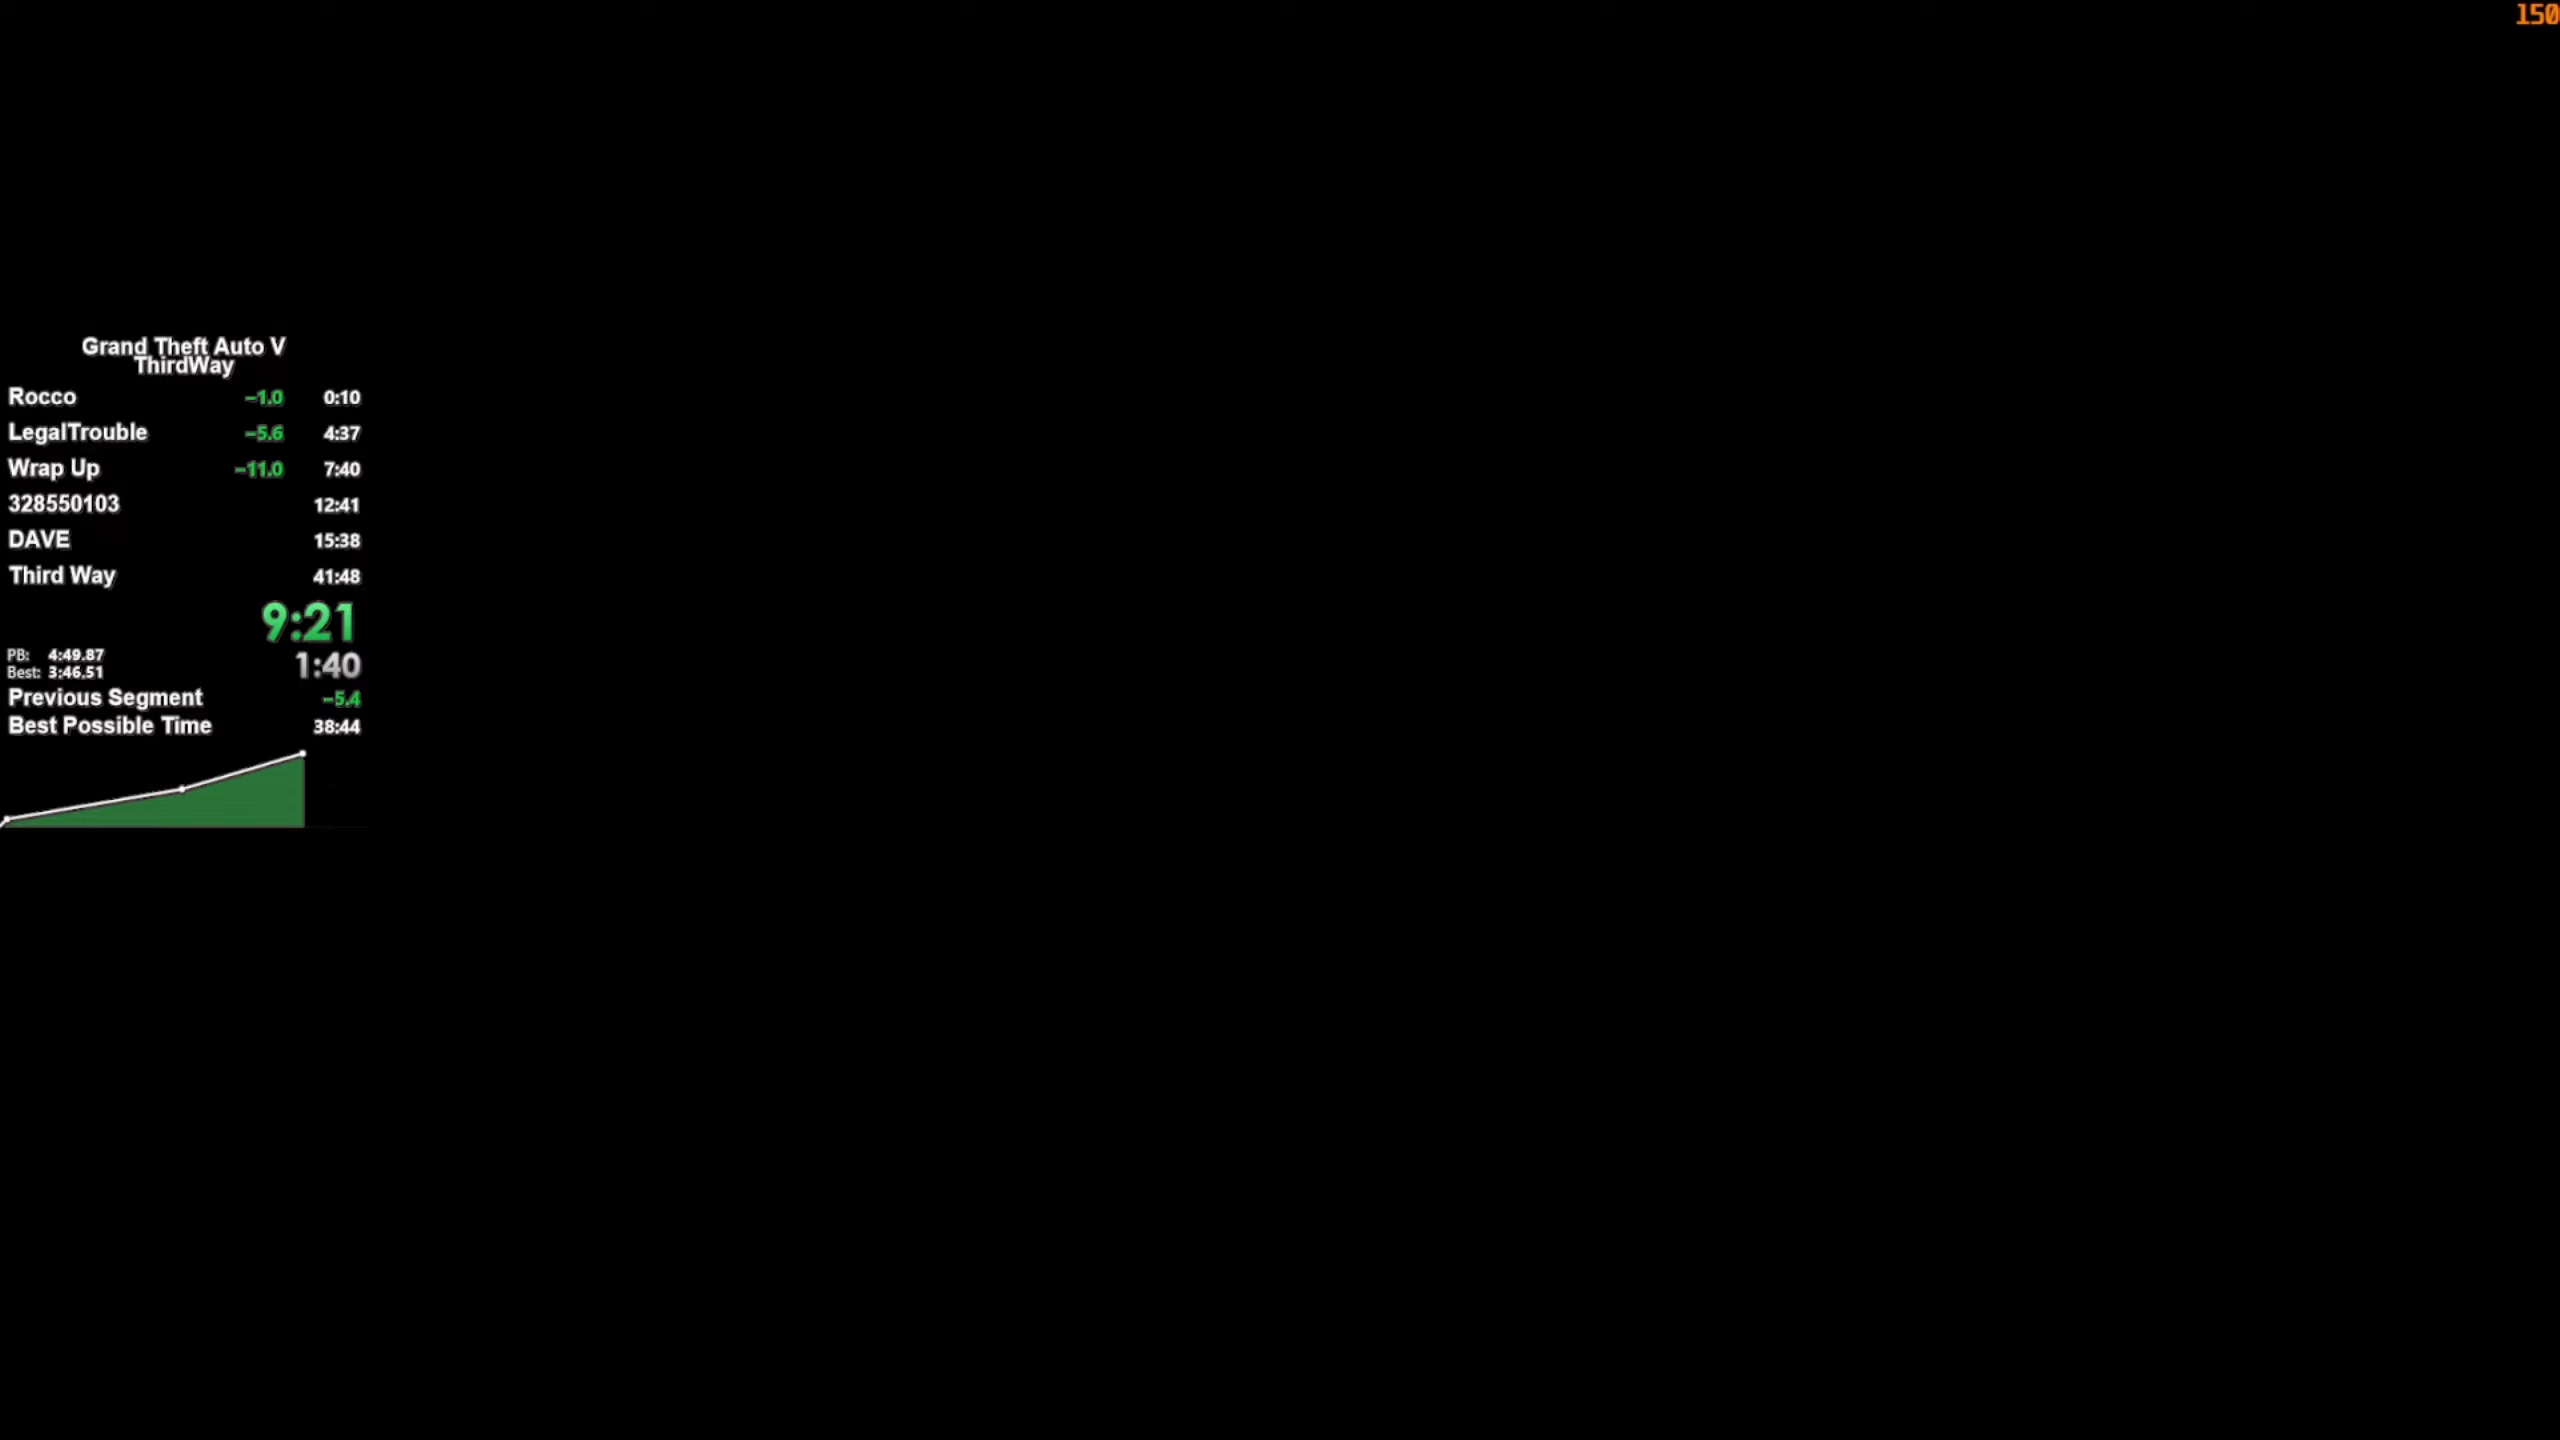 150
Grand Theft Auto V
ThirdWay
Rocco −1.0 0:10
LegalTrouble −5.6 4:37
Wrap Up −11.0 7:40
328550103 12:41
DAVE 15:38
Third Way 41:48
9:21
PB: 4:49.87 1:40
Best: 3:46.51
Previous Segment −5.4
Best Possible Time 38:44